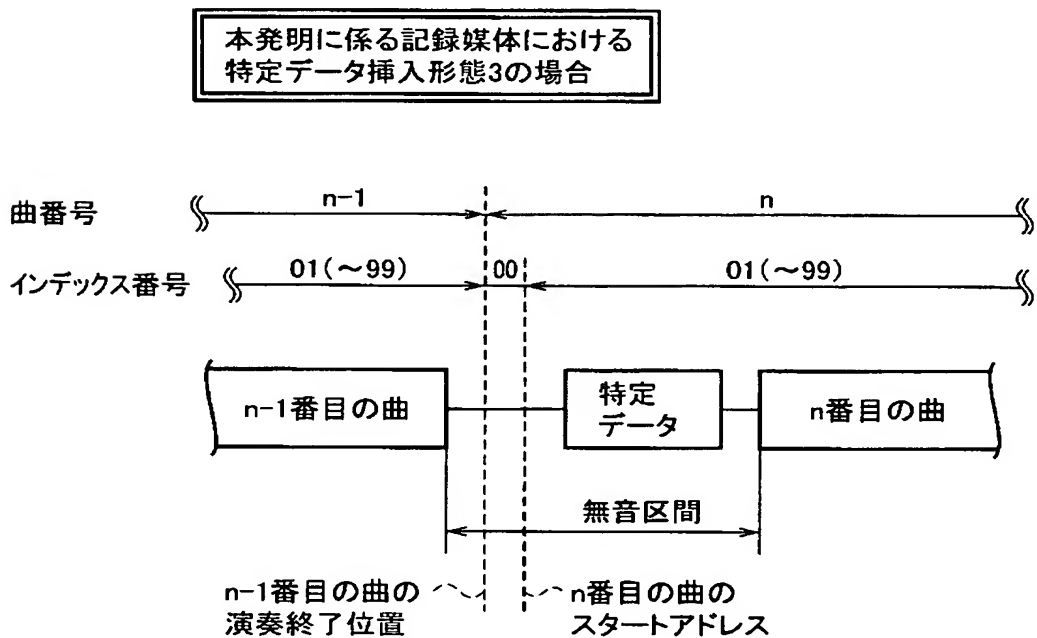 本発明に係る記録媒体における
特定データ挿入形態3の場合
曲番号
n-1
n
インデックス番号
01(～99)
00
01(～99)
n-1番目の曲
特定
データ
n番目の曲
無音区間
n-1番目の曲の
演奏終了位置
n番目の曲の
スタートアドレス